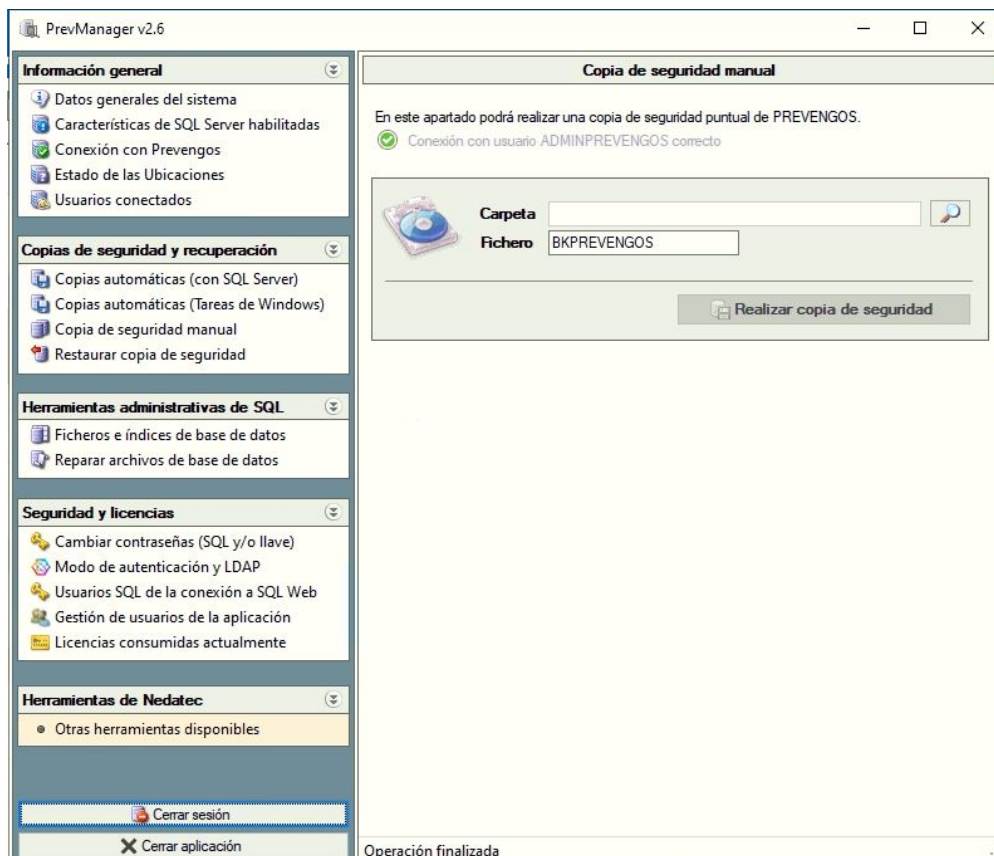 PrevManager v2.6
Información general
Datos generales del sistema
Características de SQL Server habilitadas
Conexión con Prevengos
Estado de las Ubicaciones
Usuarios conectados
Copias de seguridad y recuperación
Copias automáticas (con SQL Server)
Copias automáticas (Tareas de Windows)
Copia de seguridad manual
Restaurar copia de seguridad
Herramientas administrativas de SQL
Ficheros e índices de base de datos
Reparar archivos de base de datos
Seguridad y licencias
Cambiar contraseñas (SQL y/o llave)
Modo de autenticación y LDAP
Usuarios SQL de la conexión a SQL Web
Gestión de usuarios de la aplicación
Licencias consumidas actualmente
Herramientas de Nedatec
Otras herramientas disponibles
Cerrar sesión
Cerrar aplicación
Copia de seguridad manual
En este apartado podrá realizar una copia de seguridad puntual de PREVENGOS.
Conexión con usuario ADMINPREVENGOS correcto
Carpeta
Fichero BKPREVENGOS
Realizar copia de seguridad
Operación finalizada